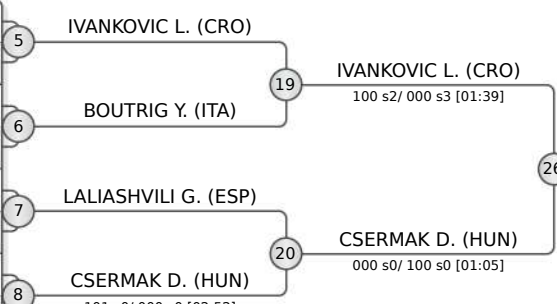 IVANKOVIC L. (CRO)
5
19
IVANKOVIC L. (CRO)
100 s2/ 000 s3 [01:39]
BOUTRIG Y. (ITA)
6
26
LALIASHVILI G. (ESP)
7
20
CSERMAK D. (HUN)
000 s0/ 100 s0 [01:05]
CSERMAK D. (HUN)
8